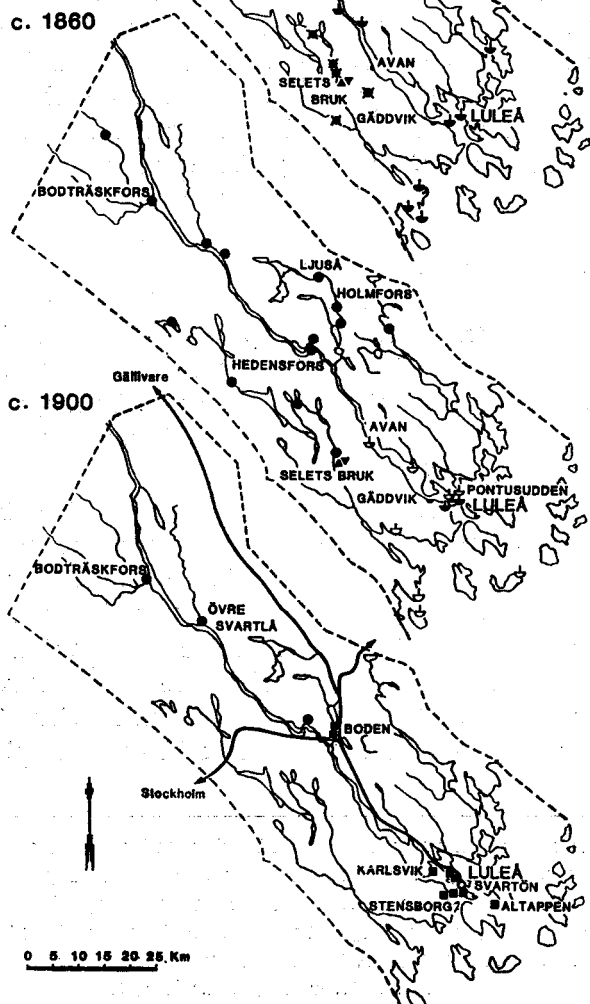 c. 1860
AVAN
SELETS
BRUK
GÄDDVIK
LULEÅ
BODTRÄSKFORS
LJUSÅ
HOLMFORS
HEDENSFORS
Gällivare
c. 1900
AVAN
SELETS BRUK
PONTUSUDDEN
GÄDDVIK
LULEÅ
BODTRÄSKFORS
ÖVRE
SVARTLÅ
BODEN
Stockholm
KARLSVIK
LULEÅ
SVARTÖN
STENSBORG
ALTAPPEN
0 5 10 15 20 25 Km